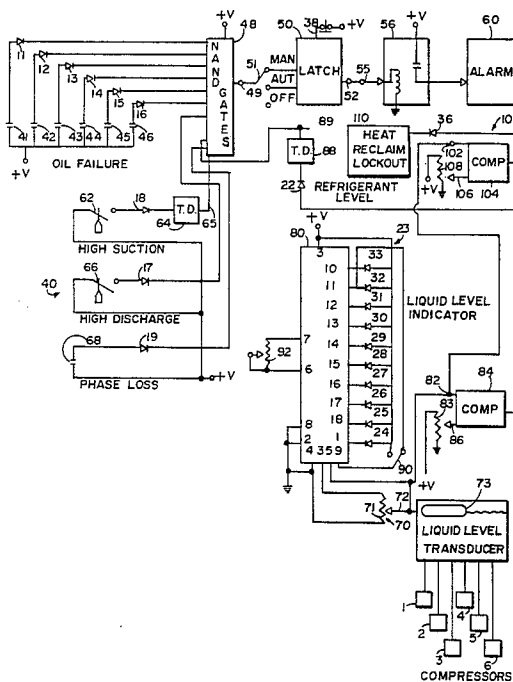 +V 48 50 38 +V 56 +V 60
11 12 13 14 15 16
NAND GATES
51 MAN AUT OFF 49
LATCH
52 55
ALARM
41 42 43 44 45 46
+V
OIL FAILURE
89
T.D. 88
22
REFRIGERANT LEVEL
110
HEAT RECLAIM LOCKOUT
36 10
102
108
+V 106
COMP
104
62 18 T.D. 64 65
HIGH SUCTION
66 17
40
HIGH DISCHARGE
68 19
PHASE LOSS
+V
80 +V 23
3
10 33
11 32
12 31
13 30
14 29
15 28
16 27
17 26
18 25
1 24
7
6
92
8
2
4 3 5 9
90
LIQUID LEVEL INDICATOR
82 84
83 COMP
86
+V
71 72 70
73
LIQUID LEVEL TRANSDUCER
1 2 3 4 5 6
COMPRESSORS